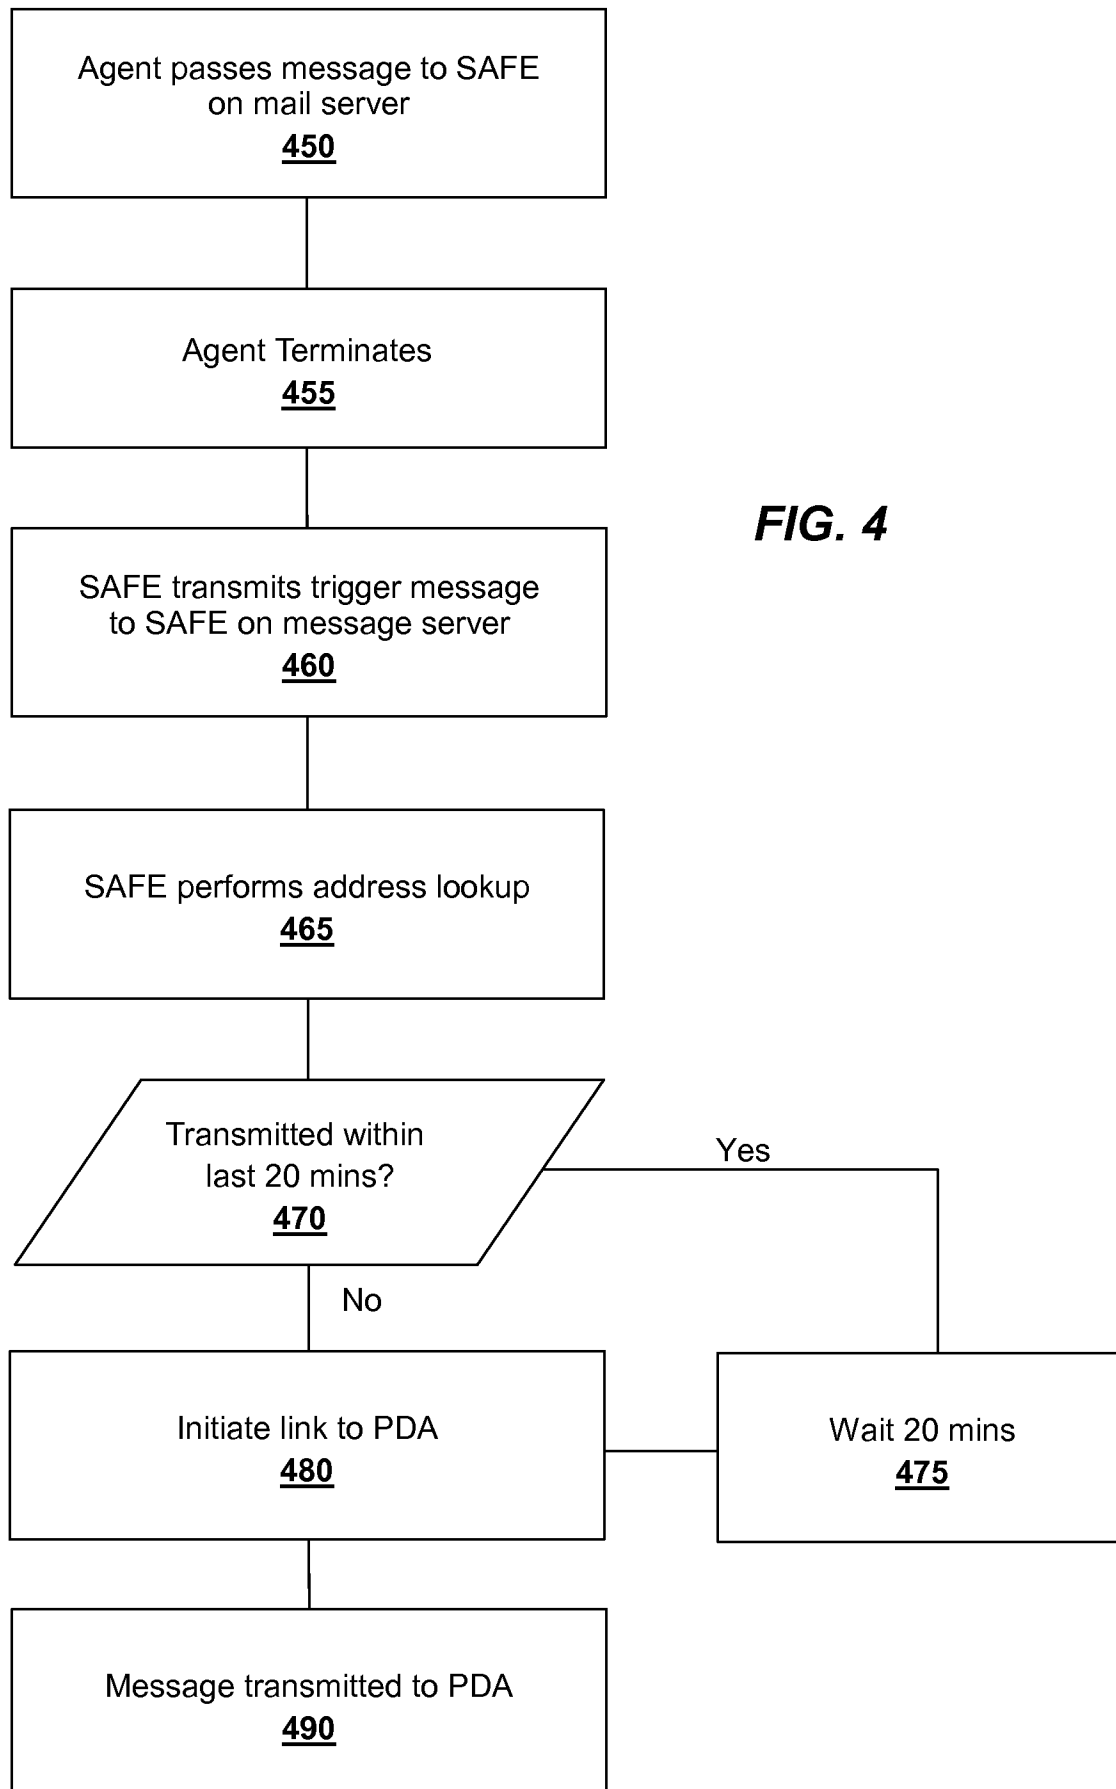 Agent passes message to SAFE
on mail server
450
Agent Terminates
455
FIG. 4
SAFE transmits trigger message
to SAFE on message server
460
SAFE performs address lookup
465
Transmitted within
last 20 mins?
470
Yes
No
Initiate link to PDA
480
Wait 20 mins
475
Message transmitted to PDA
490